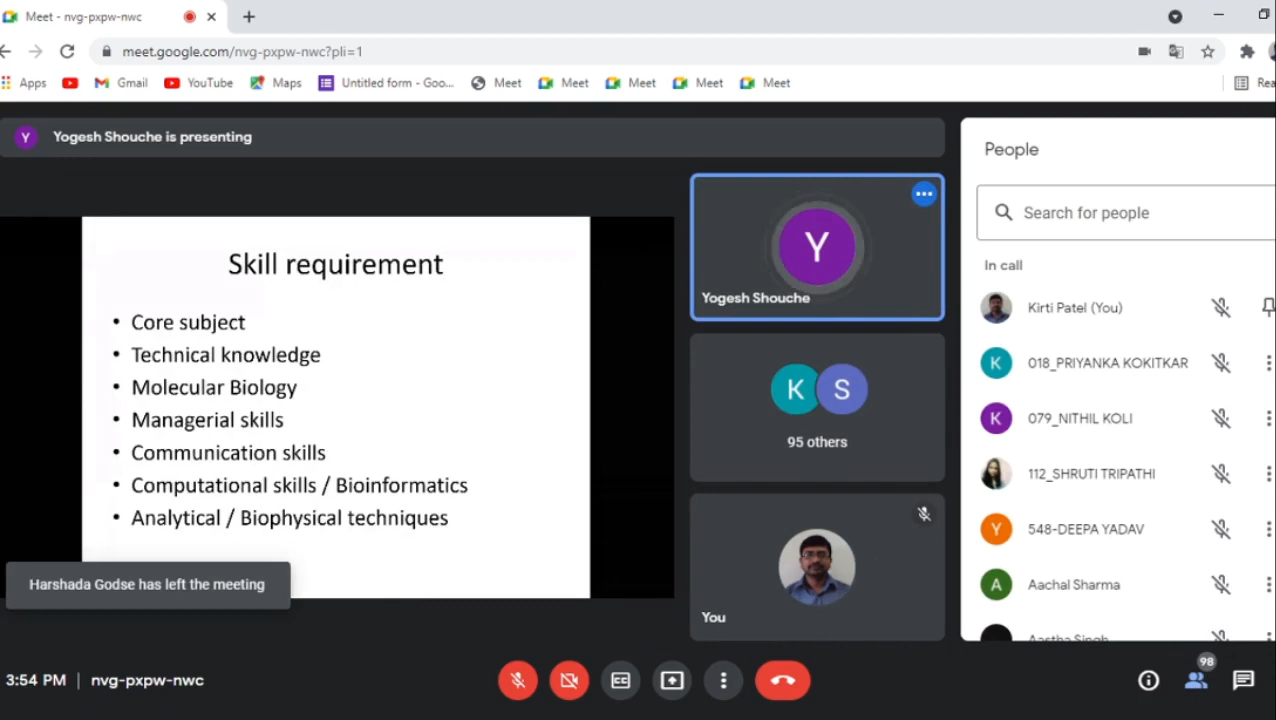 Meet - nvg-pxpw-nwc
meet.google.com/nvg-pxpw-nwc?pli=1
Apps
Gmail
YouTube
Maps
Untitled form - Goo...
Meet
Meet
Meet
Meet
Meet
Rea
Y
Yogesh Shouche is presenting
Skill requirement
• Core subject
• Technical knowledge
• Molecular Biology
• Managerial skills
• Communication skills
• Computational skills / Bioinformatics
• Analytical / Biophysical techniques
Harshada Godse has left the meeting
Y
Yogesh Shouche
K
S
95 others
You
People
Search for people
In call
Kirti Patel (You)
K
018_PRIYANKA KOKITKAR
Y
079_NITHIL KOLI
112_SHRUTI TRIPATHI
Y
548-DEEPA YADAV
A
Aachal Sharma
Aastha Singh
3:54 PM | nvg-pxpw-nwc
CC
98